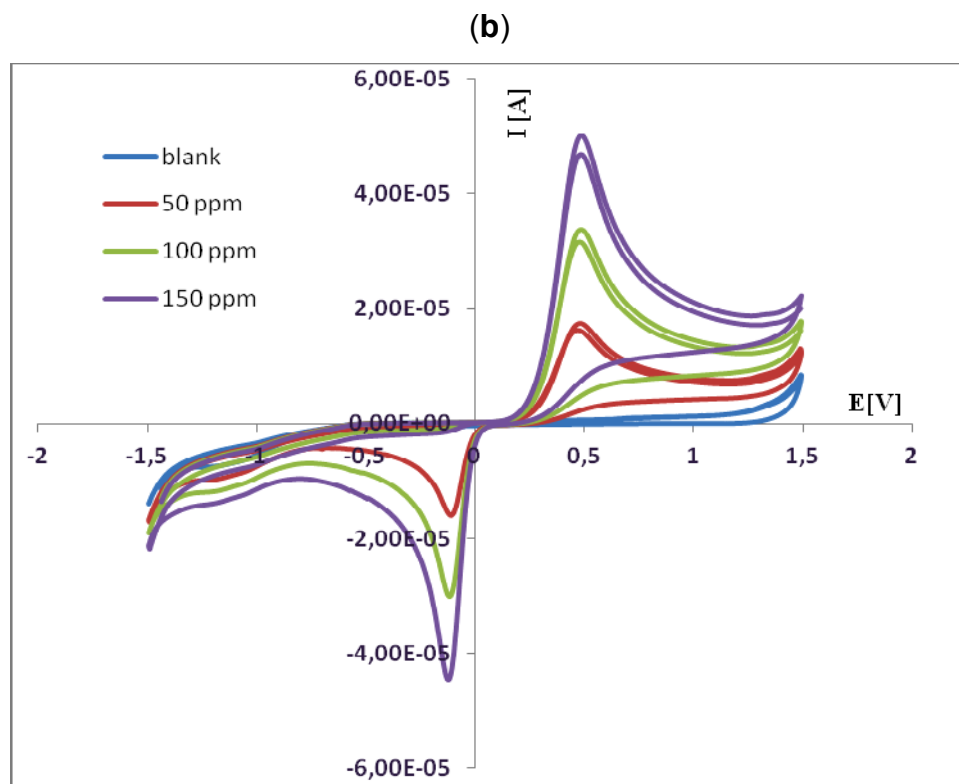 (b)
6,00E-05
I [A]
blank
4,00E-05
50 ppm
100 ppm
150 ppm
2,00E-05
E[V]
0,00E+00
-2
-1,5
-1
-0,5
0
0,5
1
1,5
2
-2,00E-05
-4,00E-05
-6,00E-05